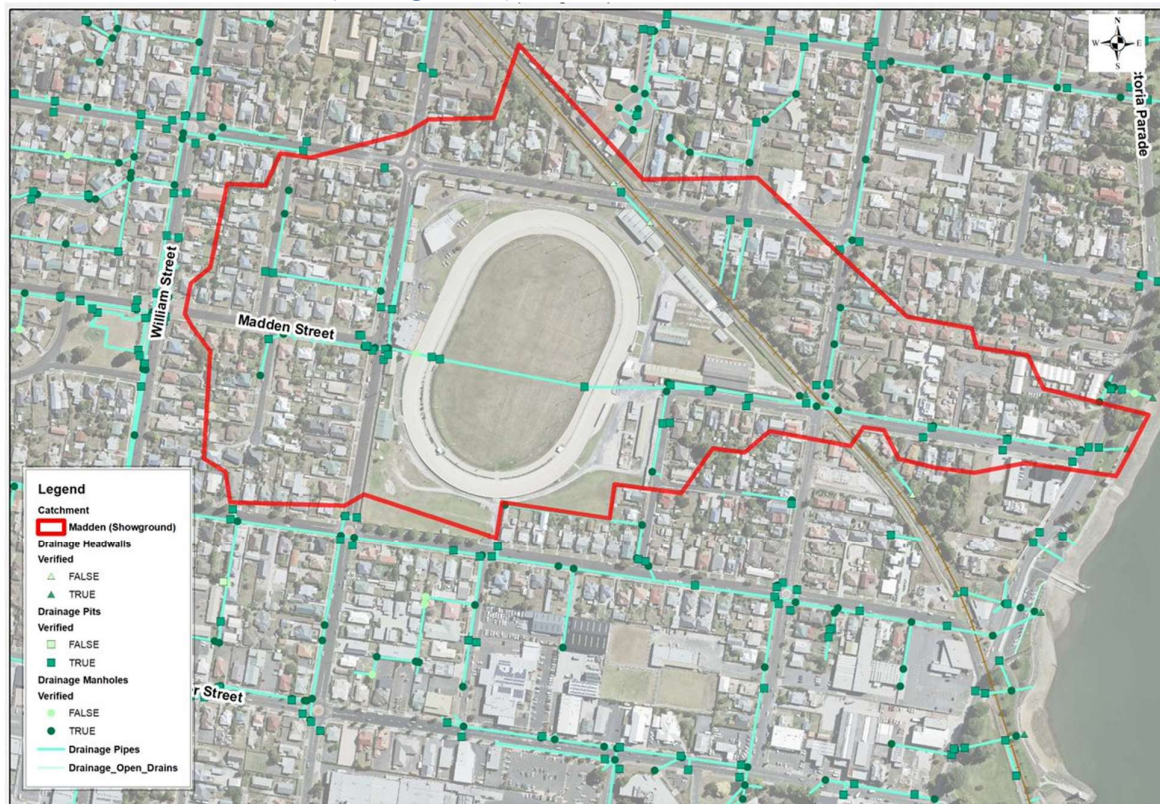 N
W E
S
William Street
Madden Street
Legend
Catchment
Madden (Showground)
Drainage Headwalls
Verified
FALSE
TRUE
Drainage Pits
Verified
FALSE
TRUE
Drainage Manholes
Verified
FALSE
TRUE
Drainage Pipes
Drainage_Open_Drains
toria Parade
r Street